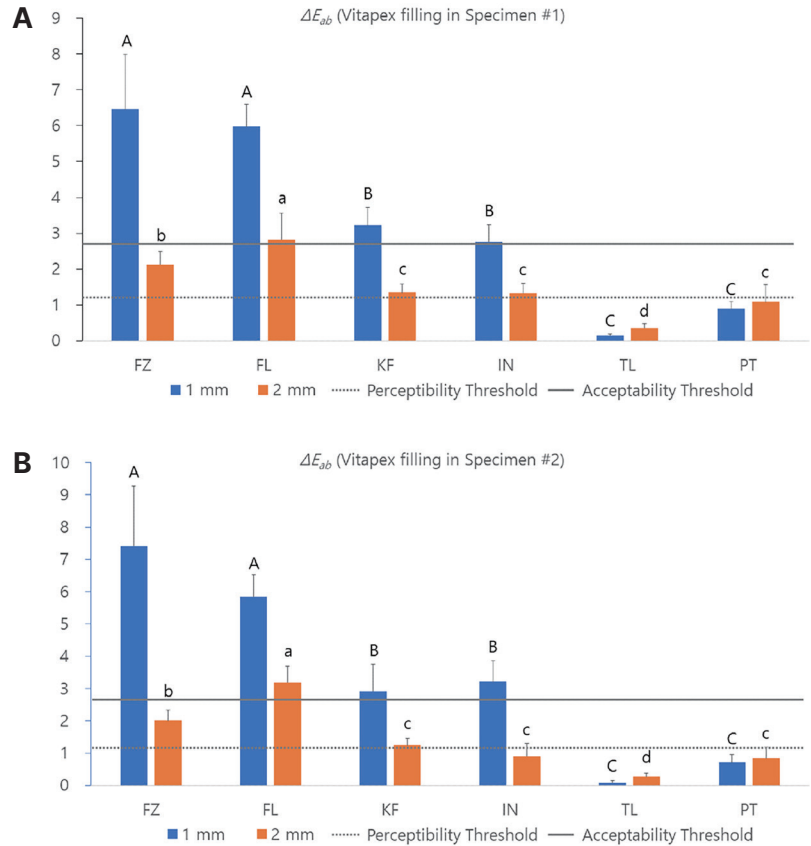 A
ΔE_ab (Vitapex filling in Specimen #1)
9
8
7
6
5
4
3
2
1
0
A
b
A
a
B
c
B
c
C
d
C
c
FZ FL KF IN TL PT
1 mm 2 mm Perceptibility Threshold Acceptability Threshold
B
ΔE_ab (Vitapex filling in Specimen #2)
10
9
8
7
6
5
4
3
2
1
0
A
b
A
a
B
c
B
c
C
d
C
c
FZ FL KF IN TL PT
1 mm 2 mm Perceptibility Threshold Acceptability Threshold